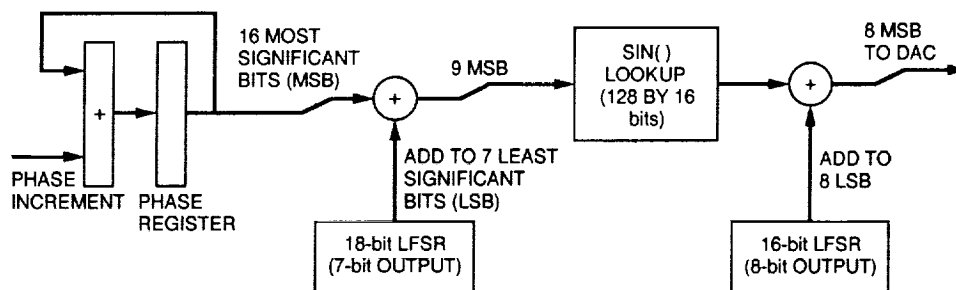 16 MOST
SIGNIFICANT
BITS (MSB)
+
PHASE
INCREMENT
PHASE
REGISTER
+
9 MSB
ADD TO 7 LEAST
SIGNIFICANT
BITS (LSB)
18-bit LFSR
(7-bit OUTPUT)
SIN( )
LOOKUP
(128 BY 16
bits)
+
8 MSB
TO DAC
ADD TO
8 LSB
16-bit LFSR
(8-bit OUTPUT)